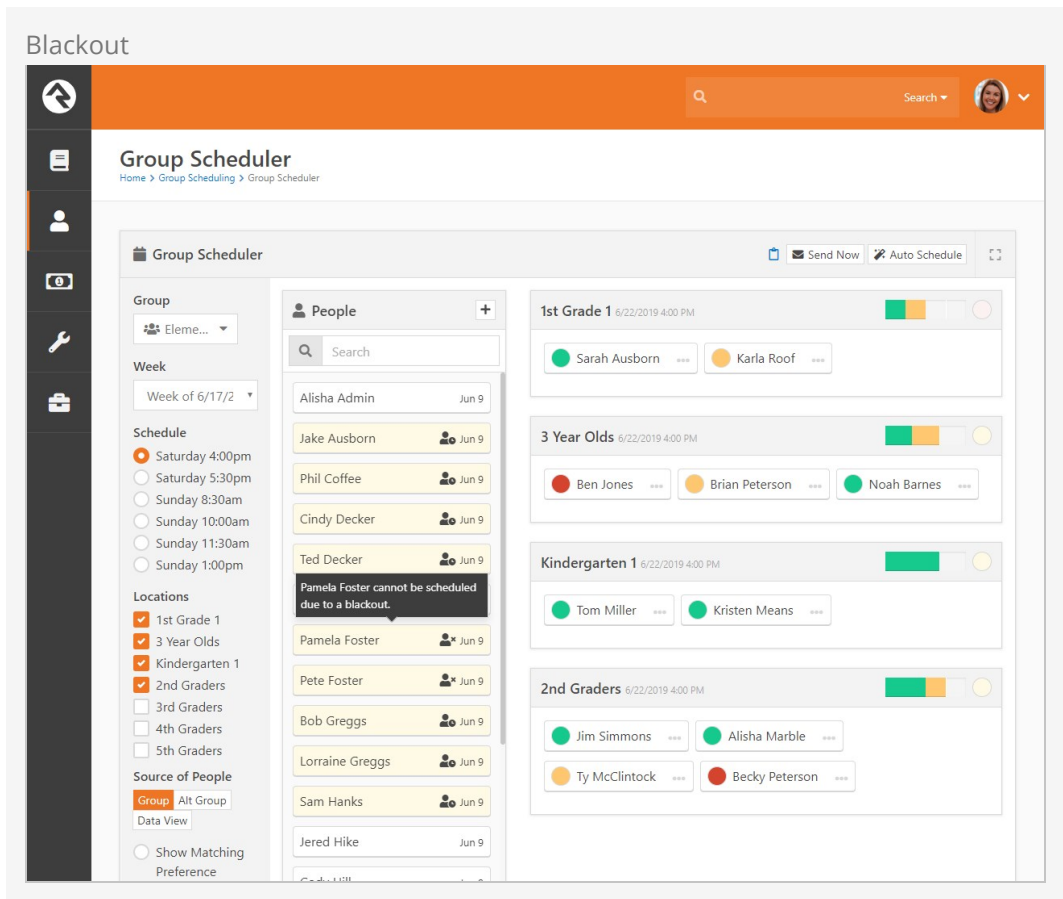 Blackout
Search
Group Scheduler
Home > Group Scheduling > Group Scheduler
Group Scheduler
Send Now
Auto Schedule
Group
Eleme...
Week
Week of 6/17/2
Schedule
Saturday 4:00pm
Saturday 5:30pm
Sunday 8:30am
Sunday 10:00am
Sunday 11:30am
Sunday 1:00pm
Locations
1st Grade 1
3 Year Olds
Kindergarten 1
2nd Graders
3rd Graders
4th Graders
5th Graders
Source of People
Group Alt Group
Data View
Show Matching
Preference
People
Search
Alisha Admin Jun 9
Jake Ausborn Jun 9
Phil Coffee Jun 9
Cindy Decker Jun 9
Ted Decker Jun 9
Pamela Foster cannot be scheduled
due to a blackout.
Pamela Foster Jun 9
Pete Foster Jun 9
Bob Greggs Jun 9
Lorraine Greggs Jun 9
Sam Hanks Jun 9
Jered Hike Jun 9
1st Grade 1 6/22/2019 4:00 PM
Sarah Ausborn
Karla Roof
3 Year Olds 6/22/2019 4:00 PM
Ben Jones
Brian Peterson
Noah Barnes
Kindergarten 1 6/22/2019 4:00 PM
Tom Miller
Kristen Means
2nd Graders 6/22/2019 4:00 PM
Jim Simmons
Alisha Marble
Ty McClintock
Becky Peterson